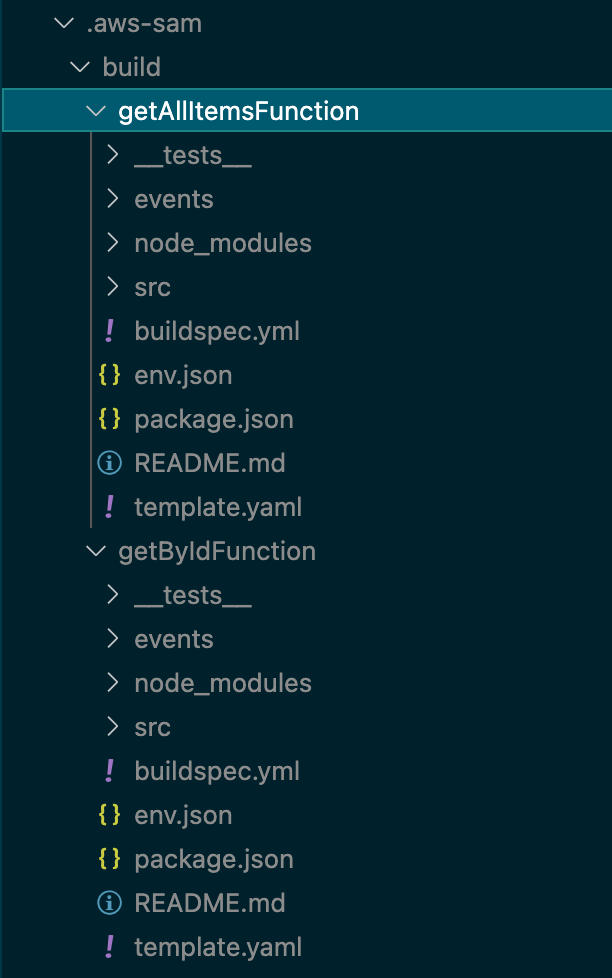 .aws-sam
build
getAllItemsFunction
__tests__
events
node_modules
src
! buildspec.yml
{} env.json
{} package.json
README.md
! template.yaml
getByIdFunction
__tests__
events
node_modules
src
! buildspec.yml
{} env.json
{} package.json
README.md
! template.yaml